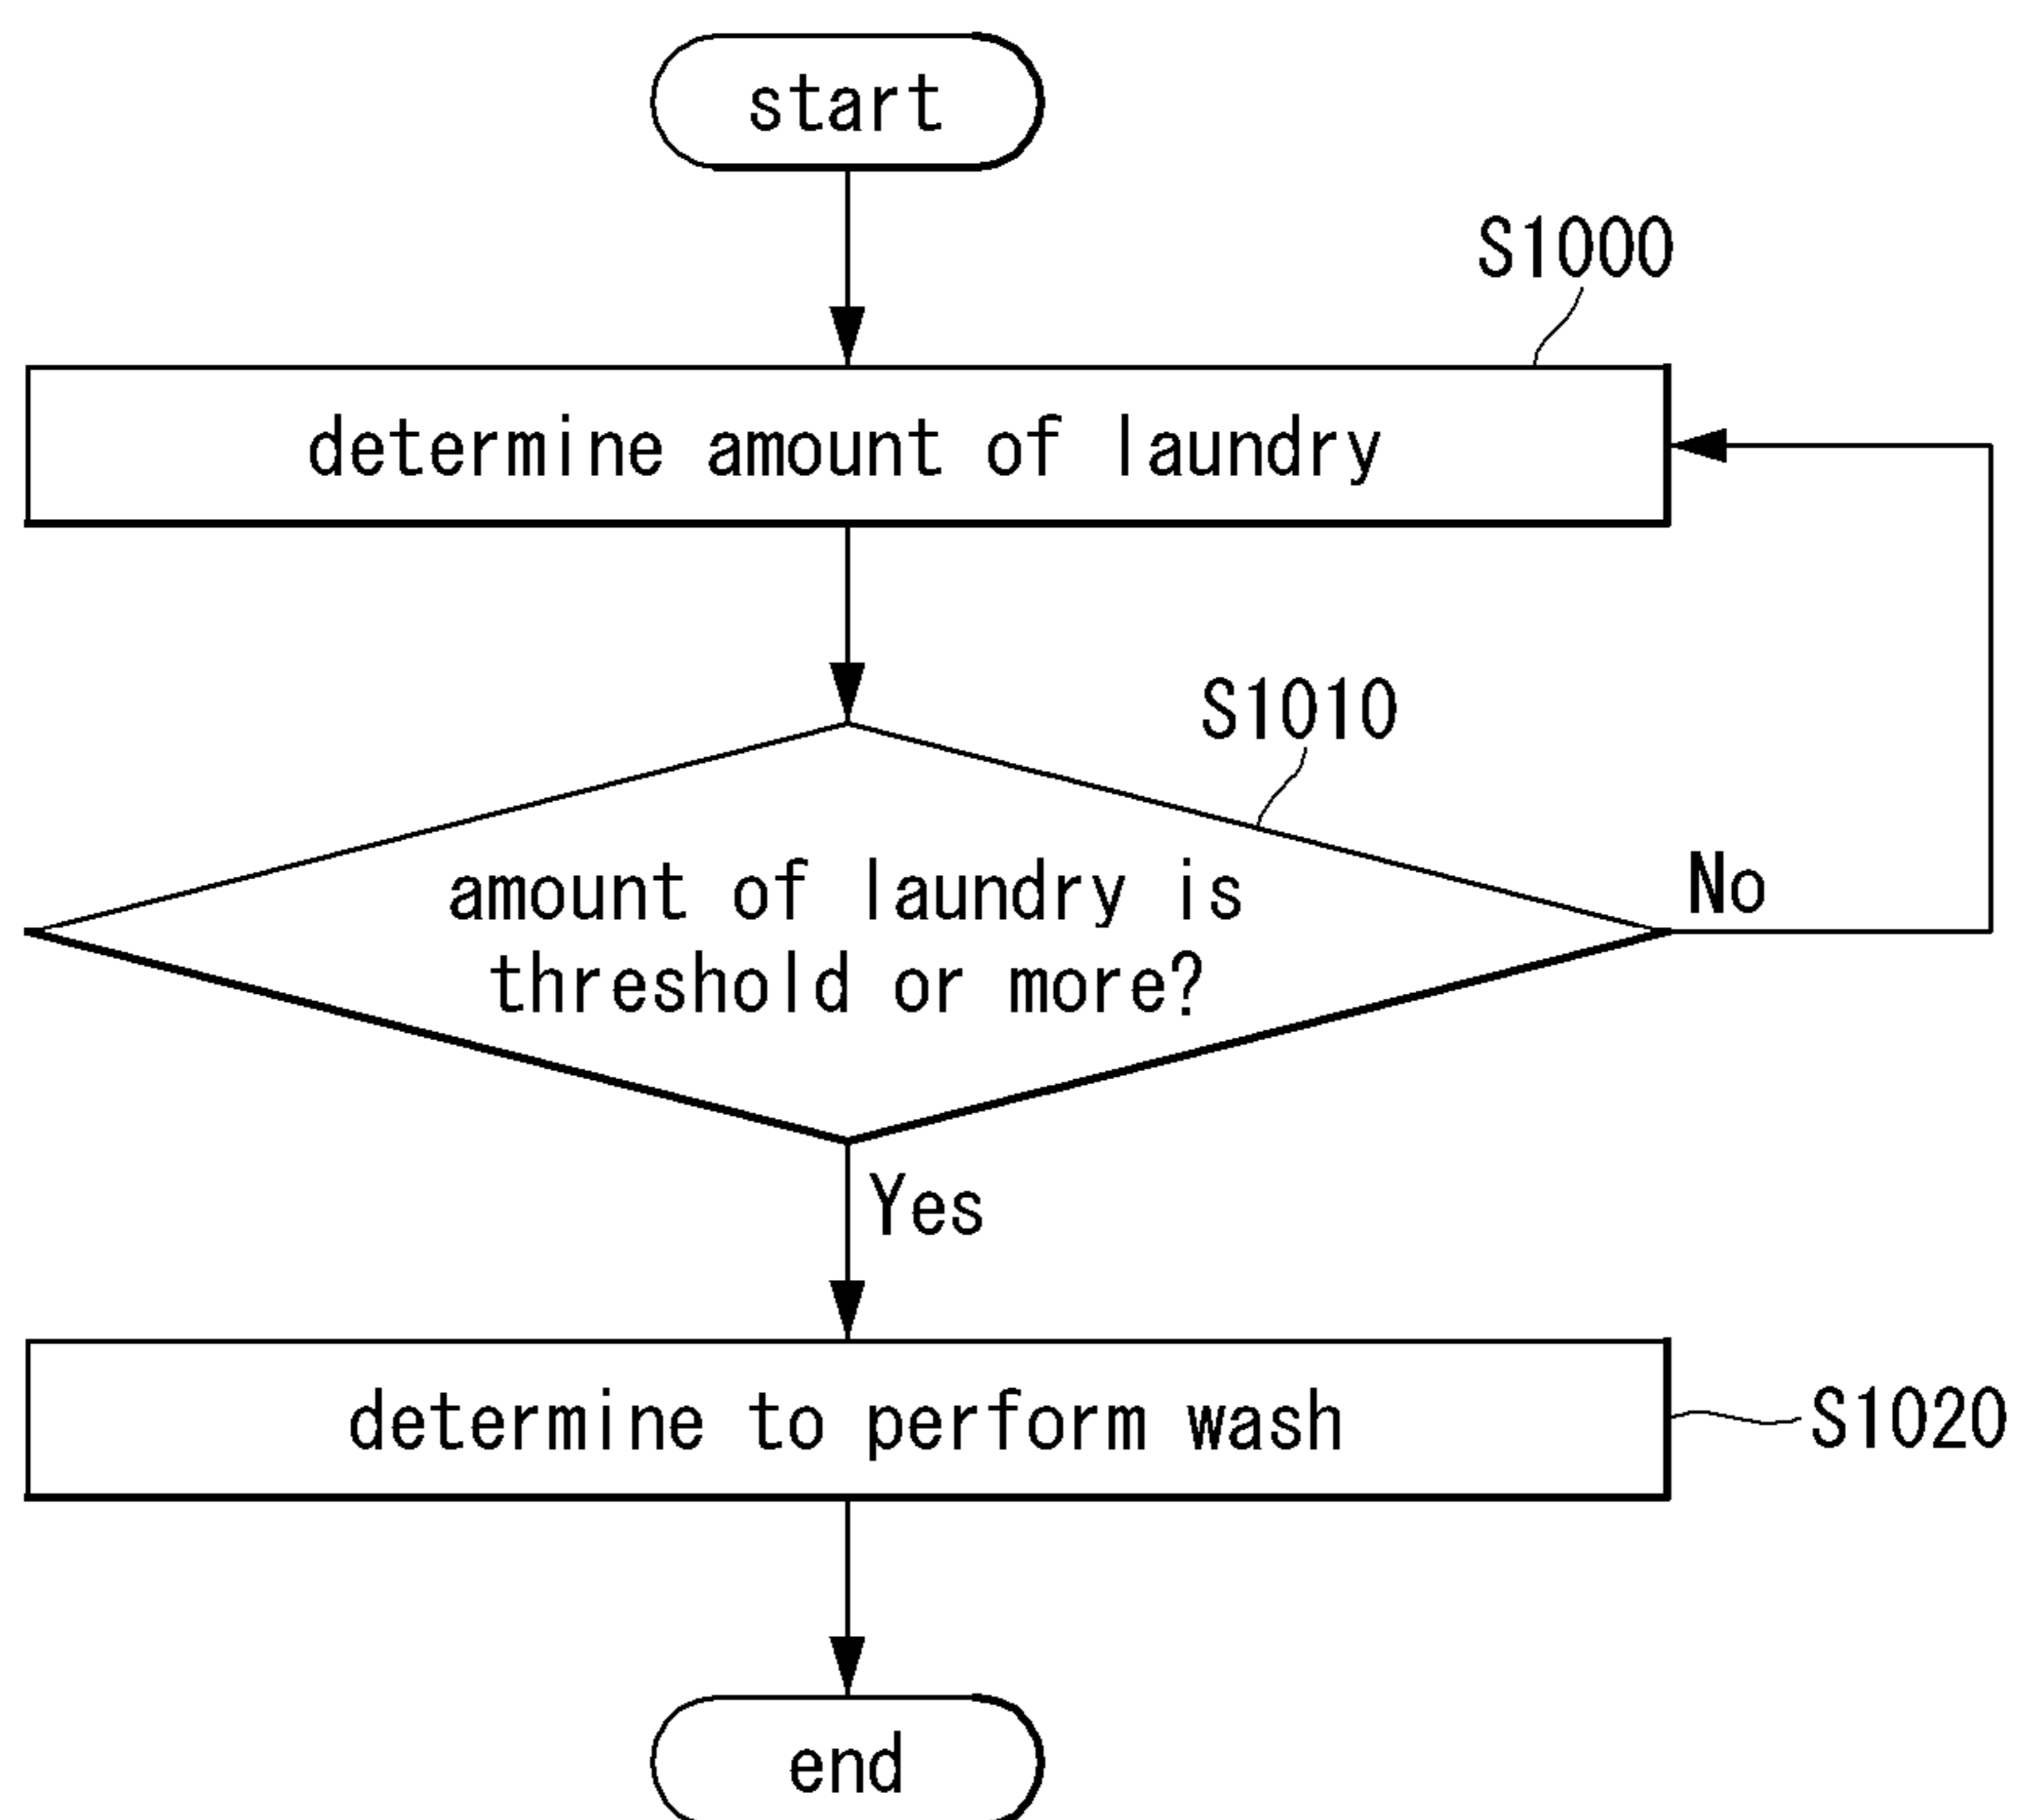 start
S1000
determine amount of laundry
S1010
amount of laundry is
threshold or more?
No
Yes
determine to perform wash
S1020
end